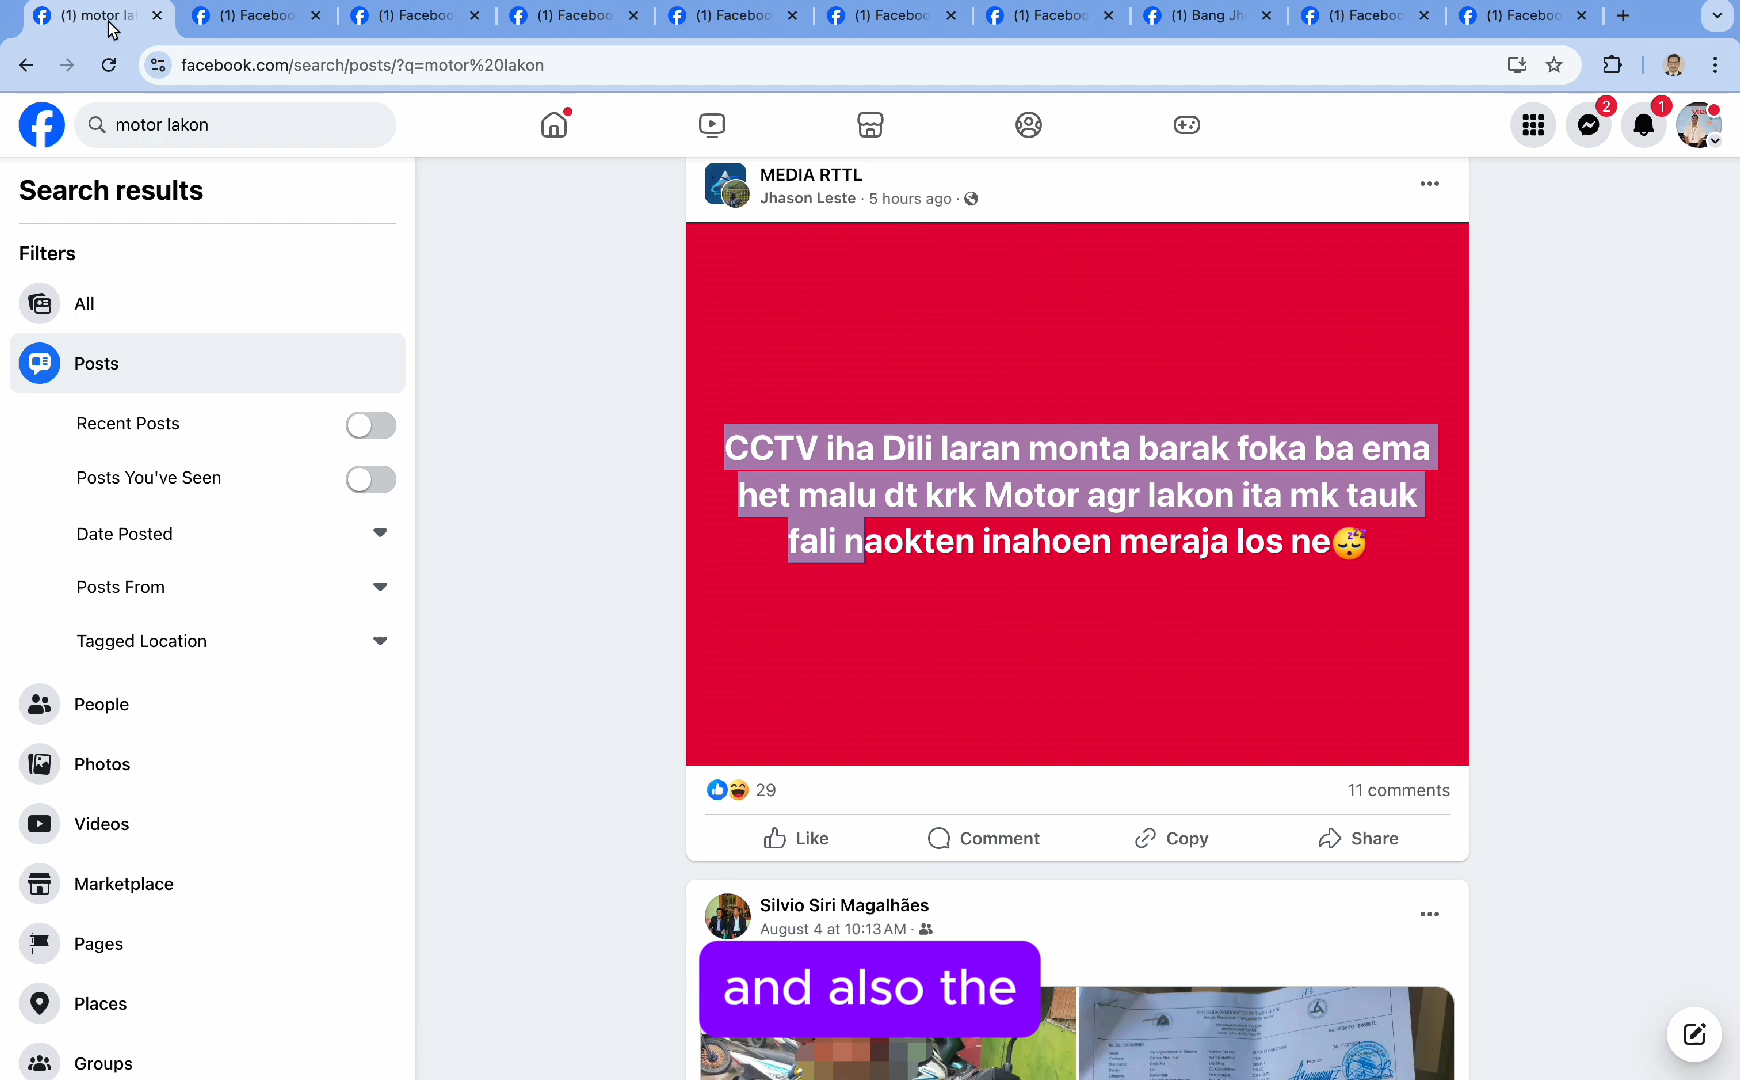 (1) motor la
(1) Faceboo
(1) Faceboo
(1) Faceboo
(1) Faceboo
(1) Faceboo
(1) Faceboo
(1) Bang Jh
(1) Faceboo
(1) Faceboo
facebook.com/search/posts/?q=motor%20lakon
motor lakon
2
1
Search results
Filters
All
Posts
Recent Posts
Posts You've Seen
Date Posted
Posts From
Tagged Location
People
Photos
Videos
Marketplace
Pages
Places
Groups
MEDIA RTTL
Jhason Leste · 5 hours ago ·
CCTV iha Dili laran monta barak foka ba ema
het malu dt krk Motor agr lakon ita mk tauk
fali naokten inahoen meraja los ne😴
29
11 comments
Like
Comment
Copy
Share
Silvio Siri Magalhães
August 4 at 10:13 AM ·
and also the